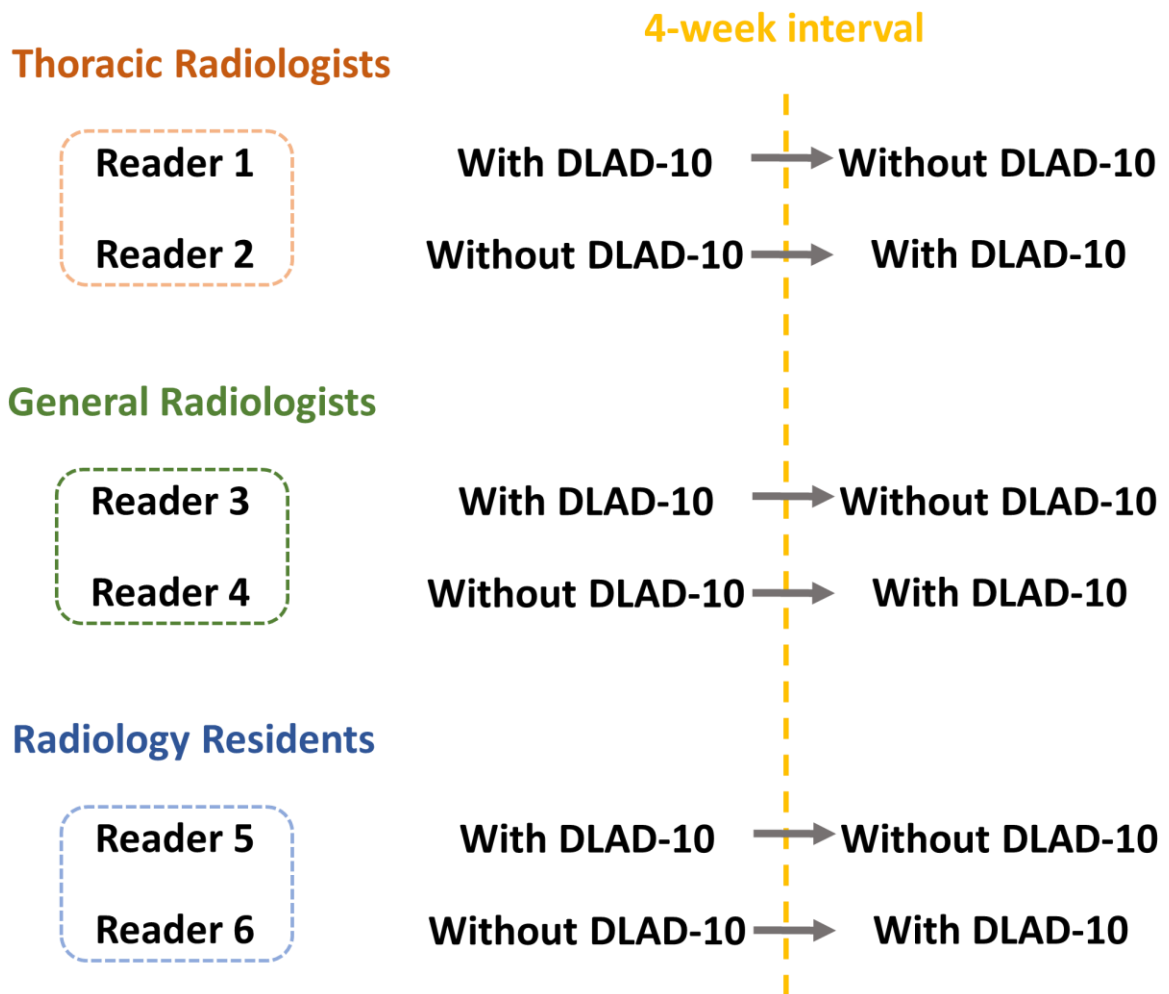 4-week interval
Thoracic Radiologists
Reader 1 With DLAD-10 Without DLAD-10
Reader 2 Without DLAD-10 With DLAD-10
General Radiologists
Reader 3 With DLAD-10 Without DLAD-10
Reader 4 Without DLAD-10 With DLAD-10
Radiology Residents
Reader 5 With DLAD-10 Without DLAD-10
Reader 6 Without DLAD-10 With DLAD-10